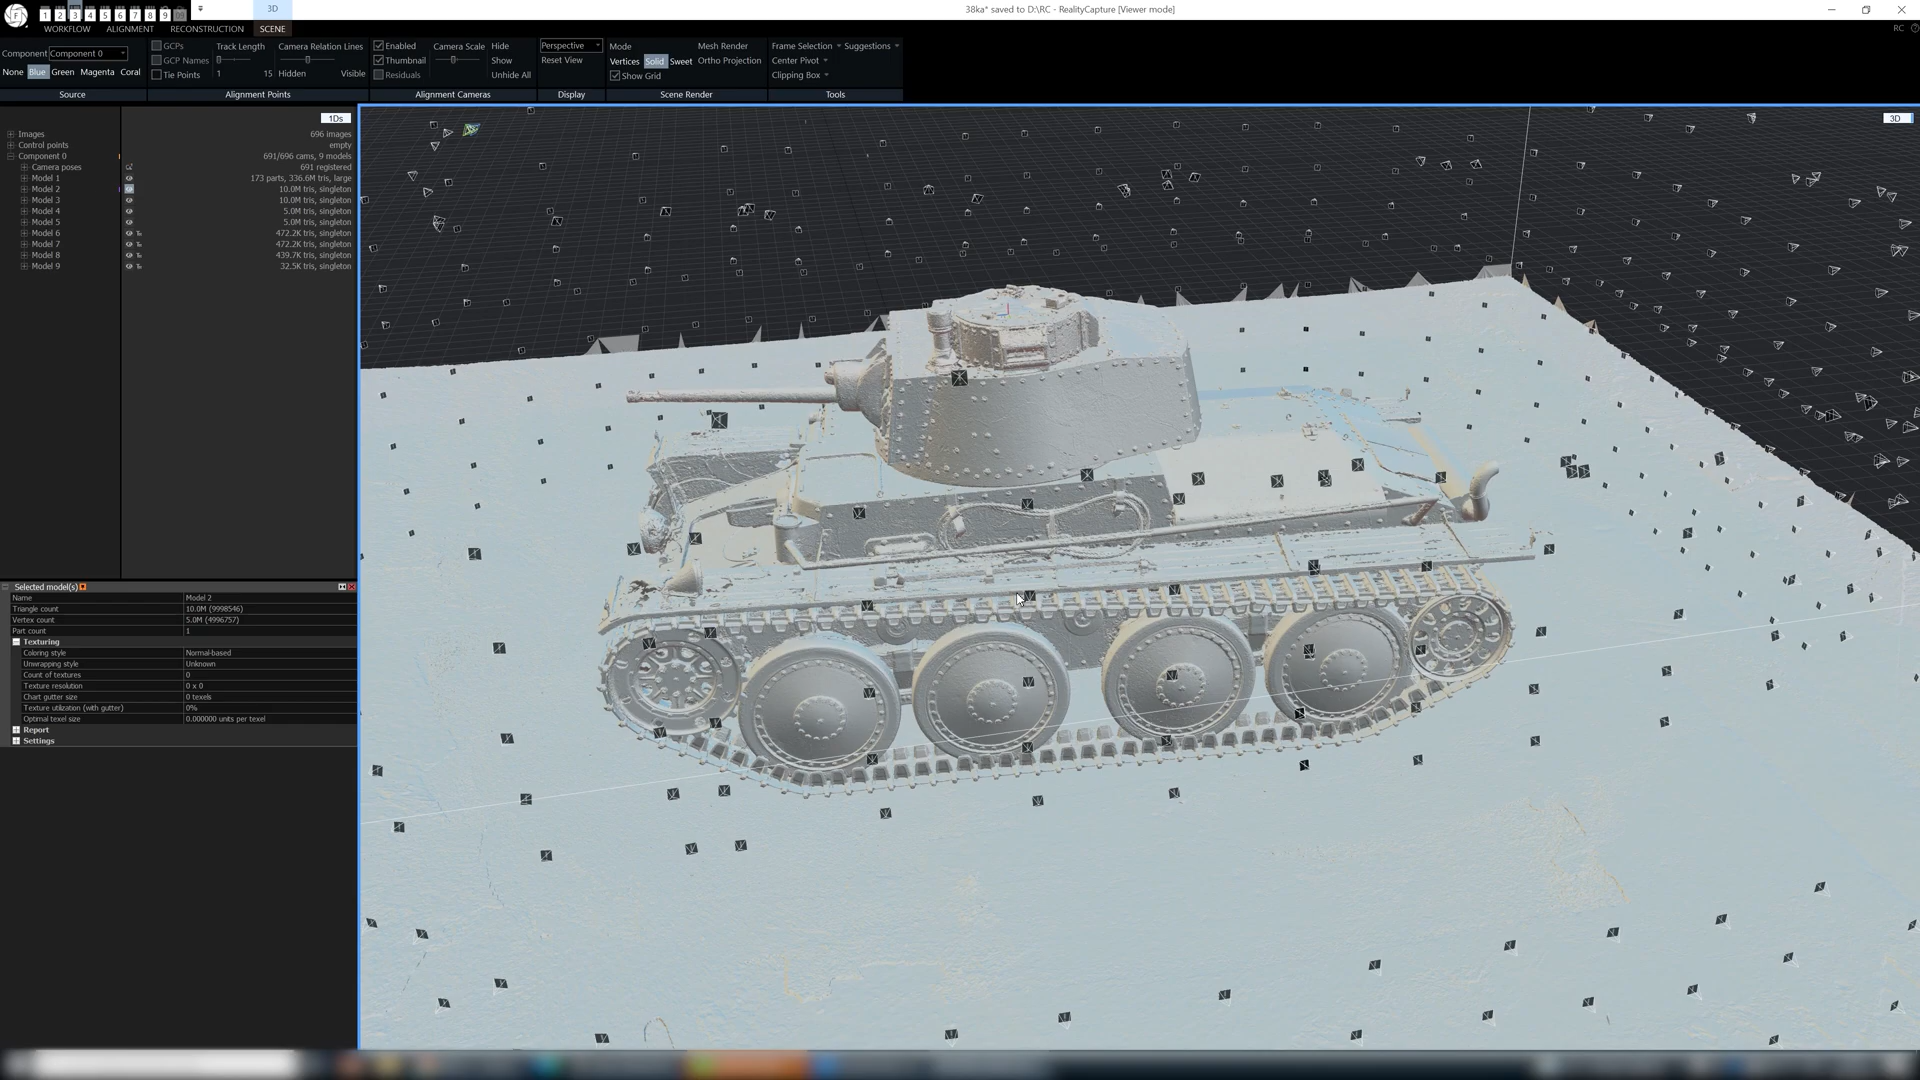 3D
38ka* saved to D:\RC - RealityCapture [Viewer mode]
1 2 3 4 5 6 7 8 9
WORKFLOW ALIGNMENT RECONSTRUCTION SCENE
RC
Component Component 0
None Blue Green Magenta Coral
Source
GCPs Track Length Camera Relation Lines
GCP Names
Tie Points 1 15 Hidden Visible
Alignment Points
Enabled Camera Scale Hide
Thumbnail Show
Residuals Unhide All
Alignment Cameras
Perspective
Reset View
Display
Mode Mesh Render
Vertices Solid Sweet Ortho Projection
Show Grid
Scene Render
Frame Selection Suggestions
Center Pivot
Clipping Box
Tools
1Ds
3D
Images 696 images
Control points empty
Component 0 691/696 cams, 9 models
Camera poses 691 registered
Model 1 173 parts, 336.6M tris, large
Model 2 10.0M tris, singleton
Model 3 10.0M tris, singleton
Model 4 5.0M tris, singleton
Model 5 5.0M tris, singleton
Model 6 472.2K tris, singleton
Model 7 472.2K tris, singleton
Model 8 439.7K tris, singleton
Model 9 32.5K tris, singleton
Selected model(s)
Name Model 2
Triangle count 10.0M (9998546)
Vertex count 5.0M (4996757)
Part count 1
Texturing
Coloring style Normal-based
Unwrapping style Unknown
Count of textures 0
Texture resolution 0 x 0
Chart gutter size 0 texels
Texture utilization (with gutter) 0%
Optimal texel size 0.000000 units per texel
Report
Settings